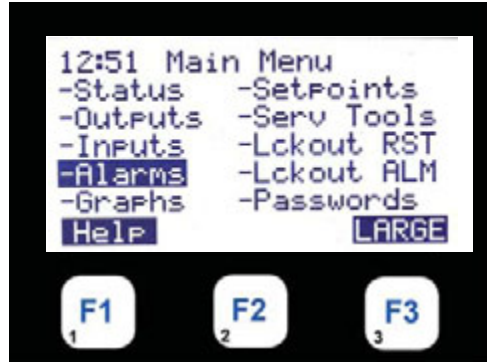 12:51 Main Menu
-Status -Setpoints
-Outputs -Serv Tools
-Inputs -Lckout RST
-Alarms -Lckout ALM
-Graphs -Passwords
Help LARGE
F1 F2 F3
1 2 3